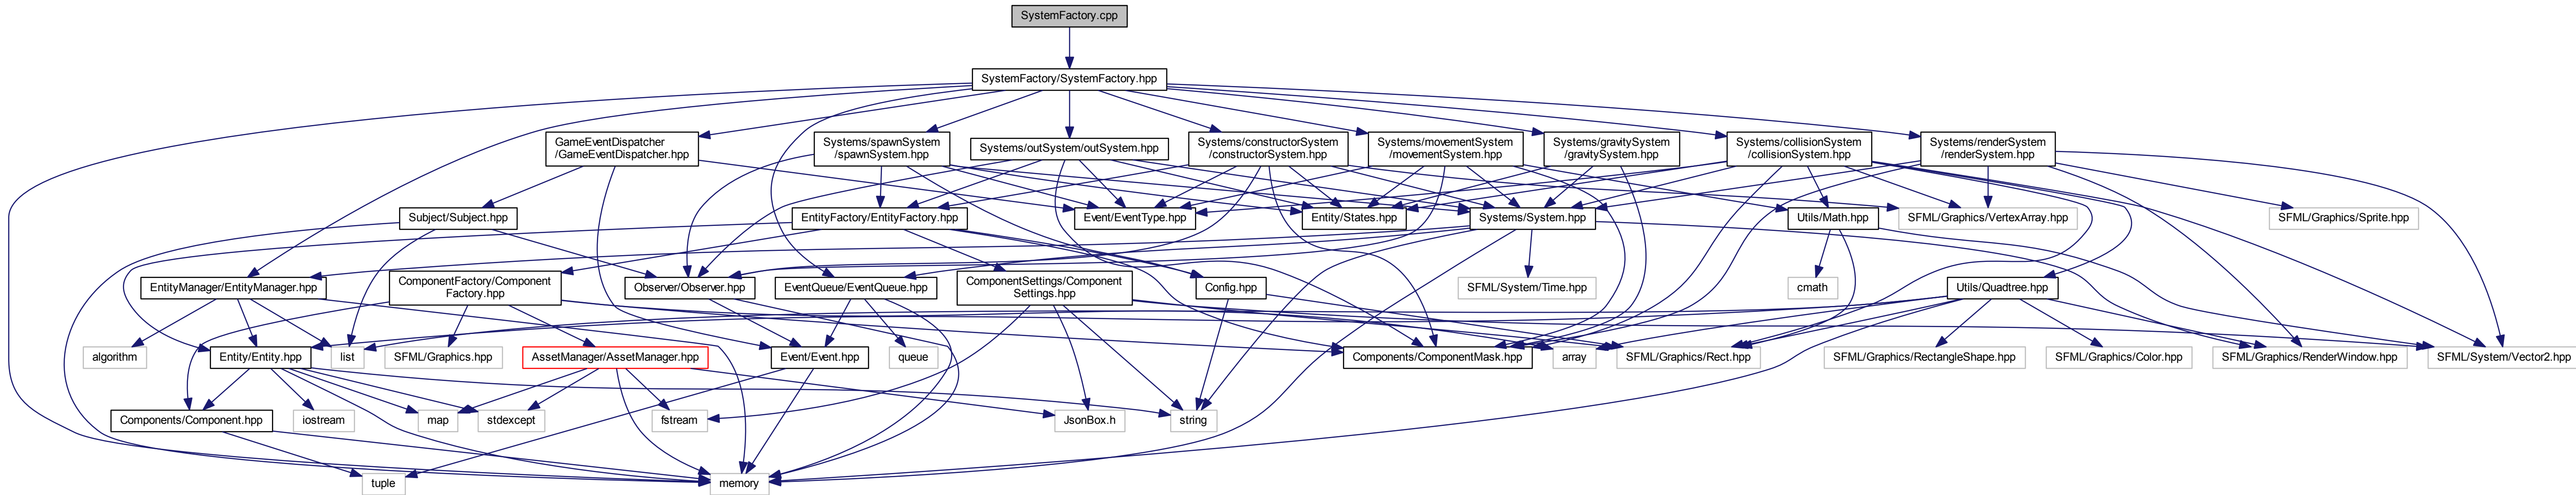 SystemFactory.cpp
SystemFactory/SystemFactory.hpp
GameEventDispatcher
/GameEventDispatcher.hpp
Systems/spawnSystem
/spawnSystem.hpp
Systems/outSystem/outSystem.hpp
Systems/constructorSystem
/constructorSystem.hpp
Systems/movementSystem
/movementSystem.hpp
Systems/gravitySystem
/gravitySystem.hpp
Systems/collisionSystem
/collisionSystem.hpp
Systems/renderSystem
/renderSystem.hpp
Subject/Subject.hpp
EntityFactory/EntityFactory.hpp
Event/EventType.hpp
Entity/States.hpp
Systems/System.hpp
Utils/Math.hpp
SFML/Graphics/VertexArray.hpp
SFML/Graphics/Sprite.hpp
EntityManager/EntityManager.hpp
ComponentFactory/Component
Factory.hpp
Observer/Observer.hpp
EventQueue/EventQueue.hpp
ComponentSettings/Component
Settings.hpp
Config.hpp
SFML/System/Time.hpp
cmath
Utils/Quadtree.hpp
algorithm
Entity/Entity.hpp
list
SFML/Graphics.hpp
AssetManager/AssetManager.hpp
Event/Event.hpp
queue
Components/ComponentMask.hpp
array
SFML/Graphics/Rect.hpp
SFML/Graphics/RectangleShape.hpp
SFML/Graphics/Color.hpp
SFML/Graphics/RenderWindow.hpp
SFML/System/Vector2.hpp
Components/Component.hpp
iostream
map
stdexcept
fstream
JsonBox.h
string
tuple
memory